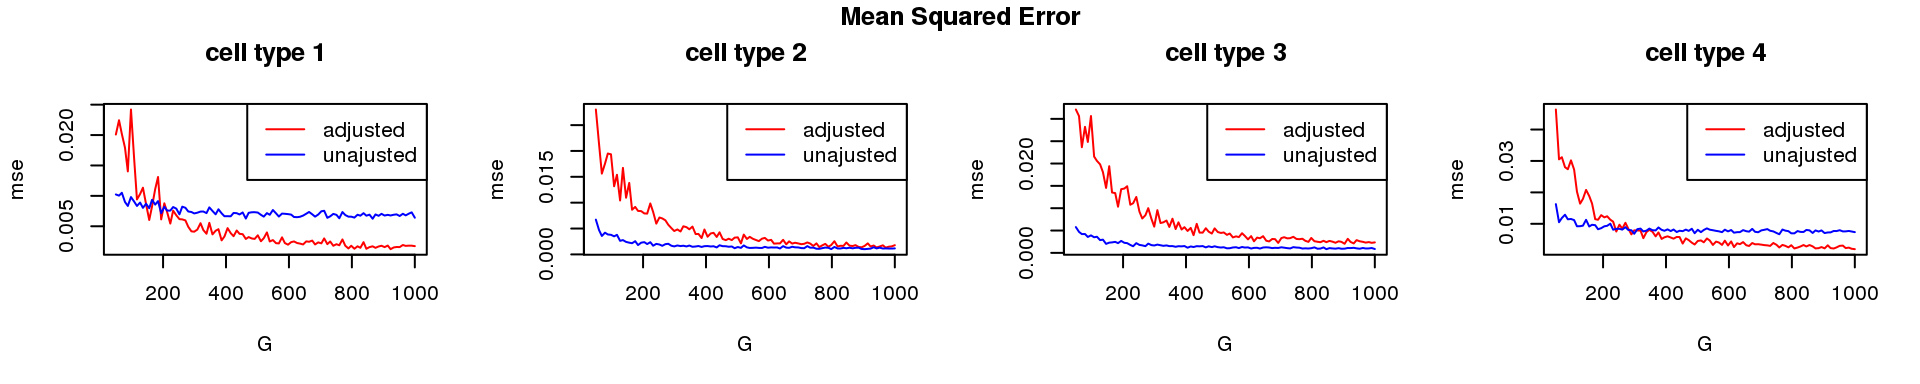 Mean Squared Error
cell type 1
mse
0.005
0.020
adjusted
unajusted
200 400 600 800 1000
G
cell type 2
mse
0.000
0.015
adjusted
unajusted
200 400 600 800 1000
G
cell type 3
mse
0.000
0.020
adjusted
unajusted
200 400 600 800 1000
G
cell type 4
mse
0.01
0.03
adjusted
unajusted
200 400 600 800 1000
G